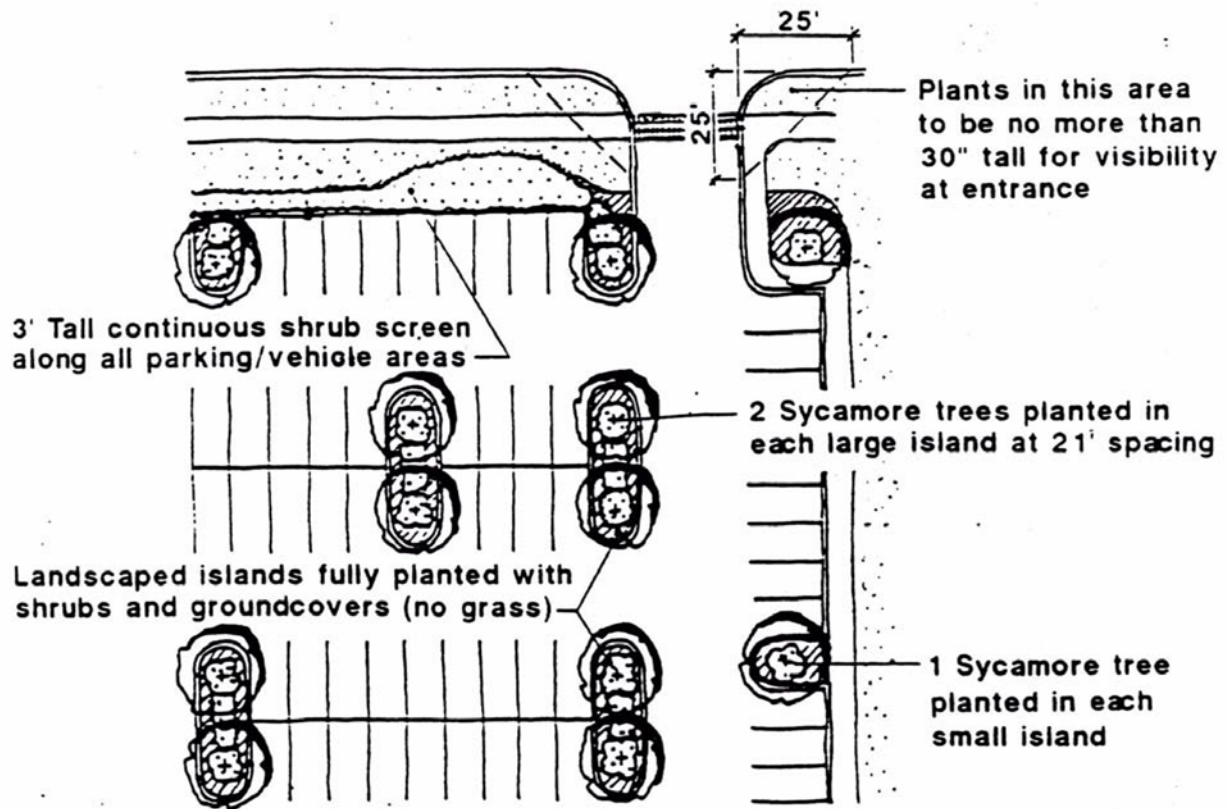 25'
25'
Plants in this area
to be no more than
30" tall for visibility
at entrance
3' Tall continuous shrub screen
along all parking/vehicle areas
2 Sycamore trees planted in
each large island at 21' spacing
Landscaped islands fully planted with
shrubs and groundcovers (no grass)
1 Sycamore tree
planted in each
small island